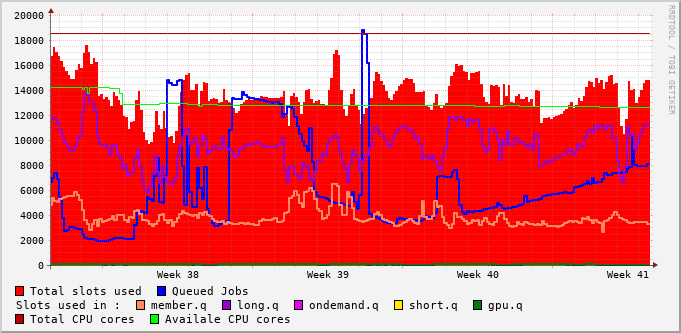 20000
18000
16000
14000
12000
10000
8000
6000
4000
2000
0
Week 38 Week 39 Week 40 Week 41
Total slots used Queued Jobs
Slots used in : member.q long.q ondemand.q short.q gpu.q
Total CPU cores Availale CPU cores
RRDTOOL / TOBI OETIKER